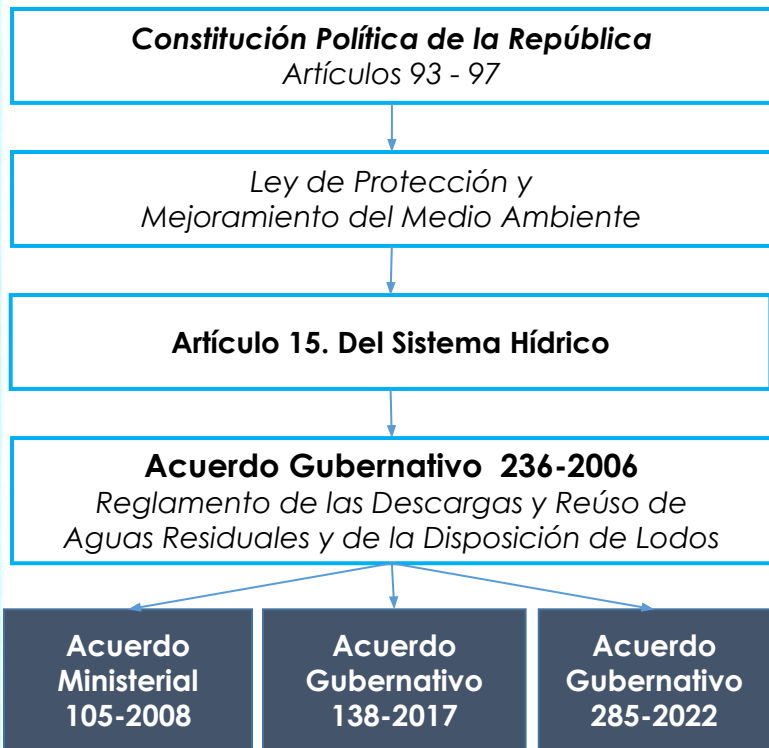 Constitución Política de la República
Artículos 93 - 97
Ley de Protección y
Mejoramiento del Medio Ambiente
Artículo 15. Del Sistema Hídrico
Acuerdo Gubernativo 236-2006
Reglamento de las Descargas y Reúso de
Aguas Residuales y de la Disposición de Lodos
Acuerdo
Ministerial
105-2008
Acuerdo
Gubernativo
138-2017
Acuerdo
Gubernativo
285-2022